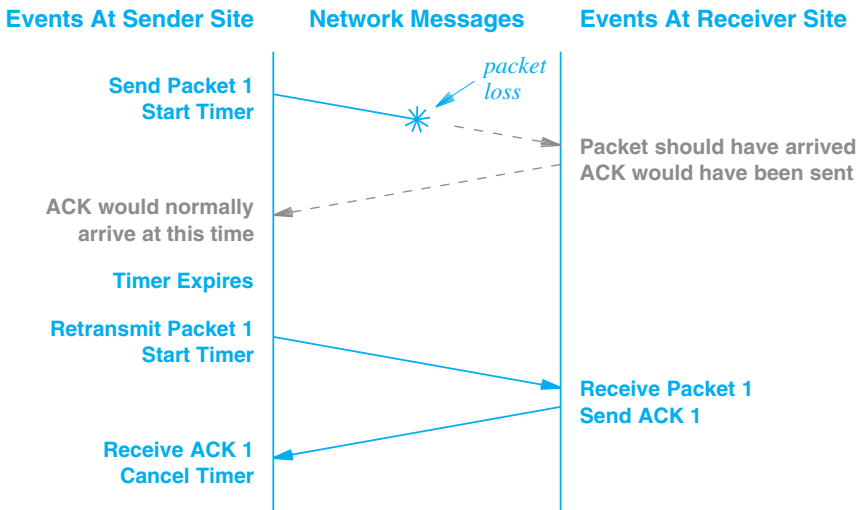 Events At Sender Site
Network Messages
Events At Receiver Site
packet
loss
Send Packet 1
Start Timer
Packet should have arrived
ACK would have been sent
ACK would normally
arrive at this time
Timer Expires
Retransmit Packet 1
Start Timer
Receive Packet 1
Send ACK 1
Receive ACK 1
Cancel Timer